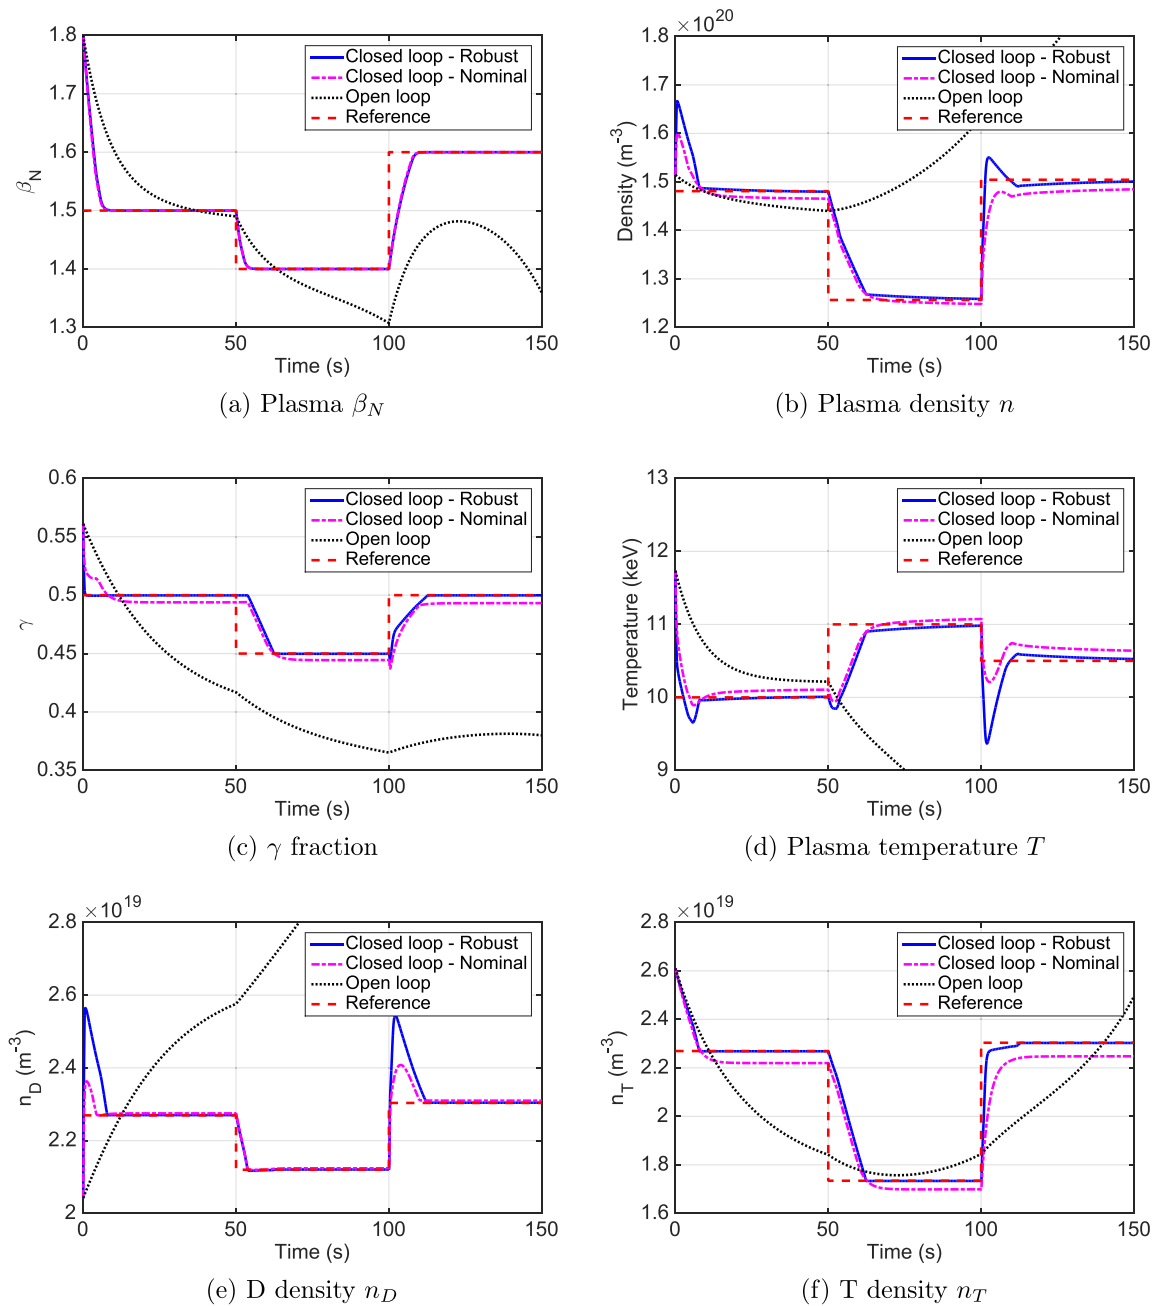 1.8
1.7
1.6
1.5
1.4
1.3
β_N
0 50 100 150
Time (s)
Closed loop - Robust
Closed loop - Nominal
Open loop
Reference
(a) Plasma β_N
×10^20
1.8
1.7
1.6
1.5
1.4
1.3
1.2
Density (m^-3)
0 50 100 150
Time (s)
Closed loop - Robust
Closed loop - Nominal
Open loop
Reference
(b) Plasma density n
0.6
0.55
0.5
0.45
0.4
0.35
γ
0 50 100 150
Time (s)
Closed loop - Robust
Closed loop - Nominal
Open loop
Reference
(c) γ fraction
13
12
11
10
9
Temperature (keV)
0 50 100 150
Time (s)
Closed loop - Robust
Closed loop - Nominal
Open loop
Reference
(d) Plasma temperature T
×10^19
2.8
2.6
2.4
2.2
2
n_D (m^-3)
0 50 100 150
Time (s)
Closed loop - Robust
Closed loop - Nominal
Open loop
Reference
(e) D density n_D
×10^19
2.8
2.6
2.4
2.2
2
1.8
1.6
n_T (m^-3)
0 50 100 150
Time (s)
Closed loop - Robust
Closed loop - Nominal
Open loop
Reference
(f) T density n_T